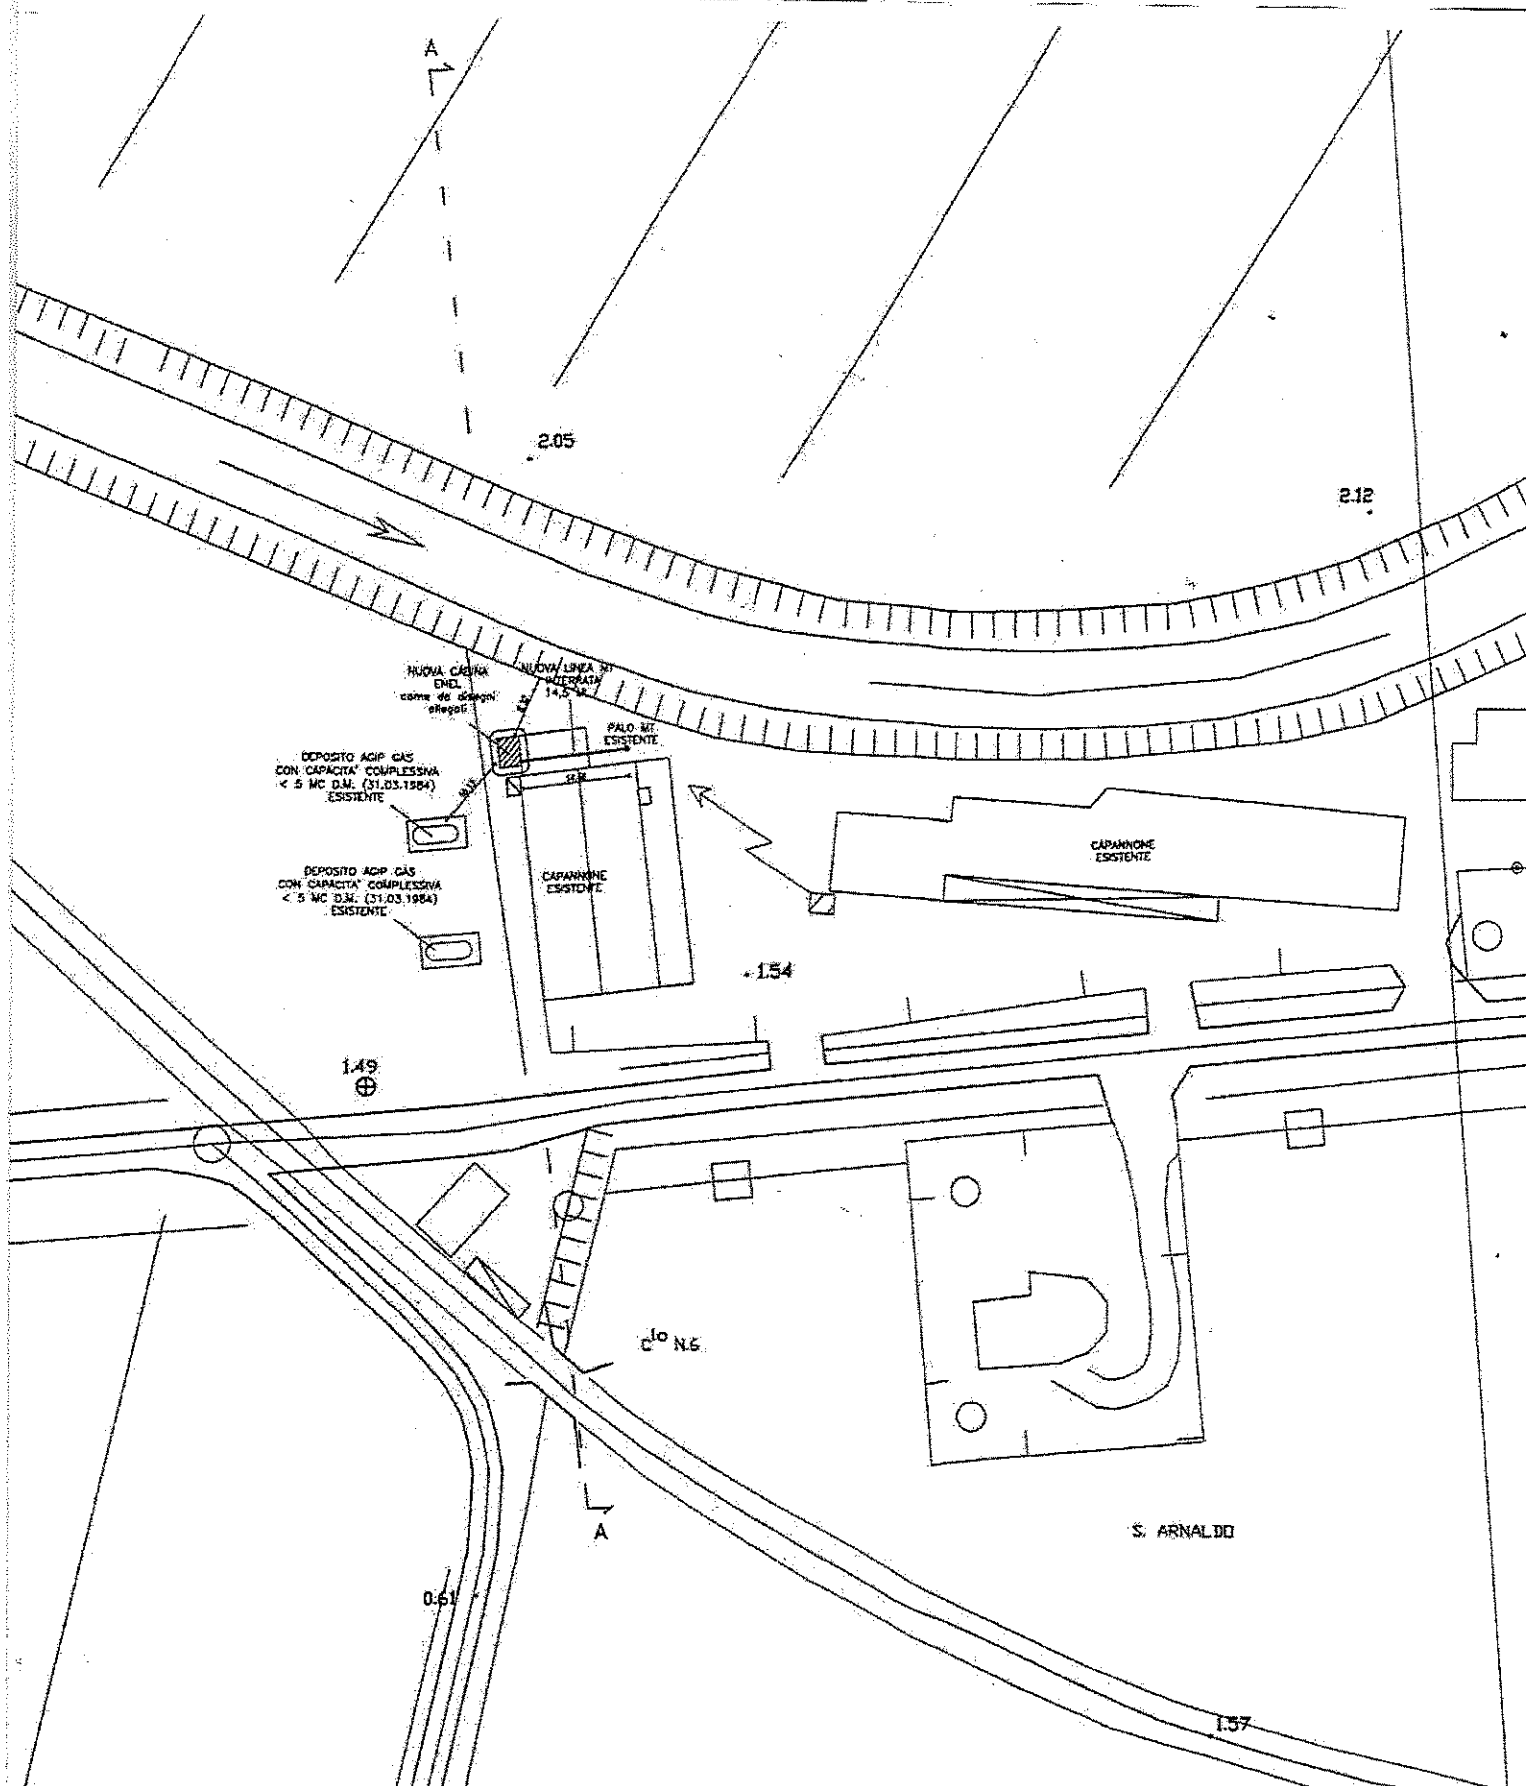 A
2.05
2.12
NUOVA CABINA
ENEL
come da disegni
allegati
NUOVA LINEA MT
INTERRATA
14,5 M.
PALO MT
ESISTENTE
DEPOSITO AGIP GAS
CON CAPACITA' COMPLESSIVA
< 5 MC D.M. (31.03.1984)
ESISTENTE
CAPANNONE
ESISTENTE
DEPOSITO AGIP GAS
CON CAPACITA' COMPLESSIVA
< 5 MC D.M. (31.03.1984)
ESISTENTE
CAPANNONE
ESISTENTE
1.54
1.49
C lo N.6
A
S. ARNALDO
0.61
1.57